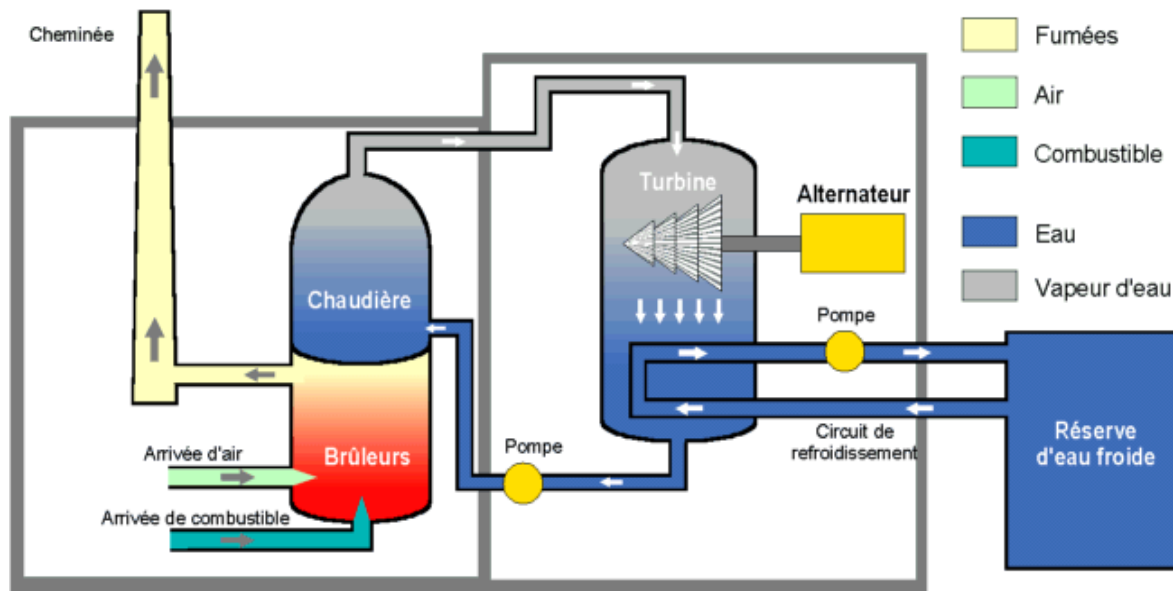 Cheminée
Fumées
Air
Combustible
Turbine
Alternateur
Eau
Vapeur d'eau
Chaudière
Pompe
Arrivée d'air
Brûleurs
Pompe
Circuit de
refroidissement
Réserve
d'eau froide
Arrivée de combustible